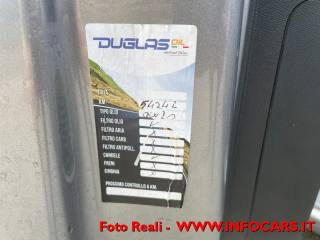 DUGLAS OIL
DATA
KM 54242
TIPO OLIO
FILTRO OLIO
FILTRO ARIA
FILTRO CARB.
FILTRO ANTIPOLL.
CANDELE
FRENI
CINGHIA
PROSSIMO CONTROLLO A KM.
Foto Reali - www.INFOCARS.it